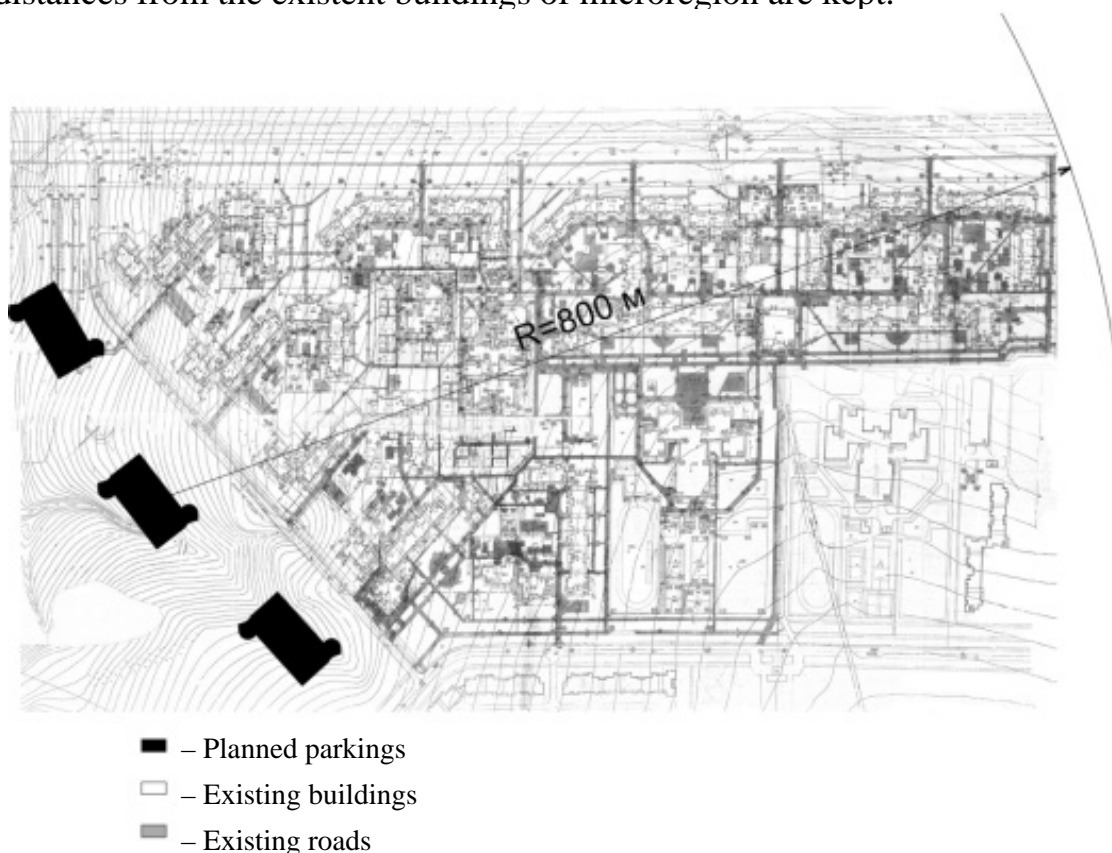 distances from the existent buildings of microregion are kept.
R=800 м
– Planned parkings
– Existing buildings
– Existing roads